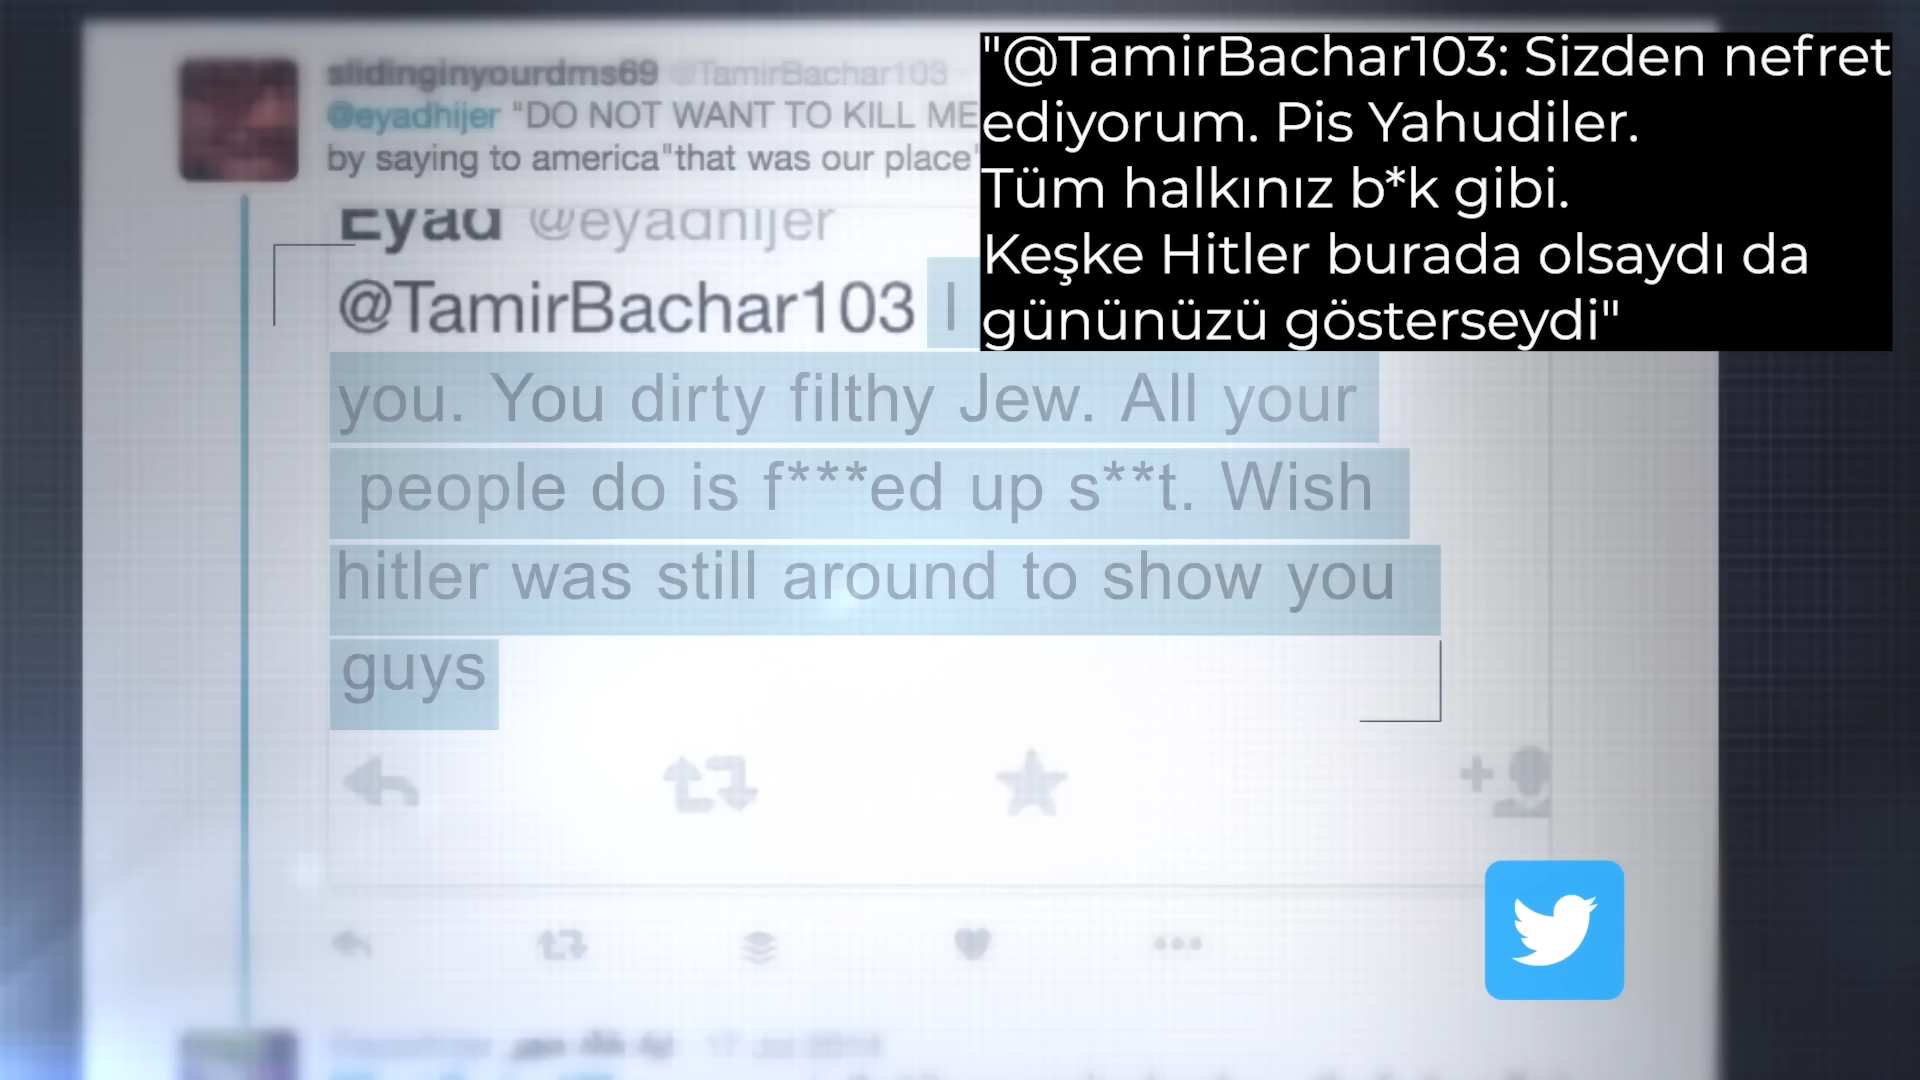 slidinginyourdms69 @TamirBachar103
@eyadhijer "DO NOT WANT TO KILL ME
by saying to america"that was our place"
Eyad @eyadhijer
@TamirBachar103 I
you. You dirty filthy Jew. All your
people do is f***ed up s**t. Wish
hitler was still around to show you
guys
"@TamirBachar103: Sizden nefret
ediyorum. Pis Yahudiler.
Tüm halkınız b*k gibi.
Keşke Hitler burada olsaydı da
gününüzü gösterseydi"